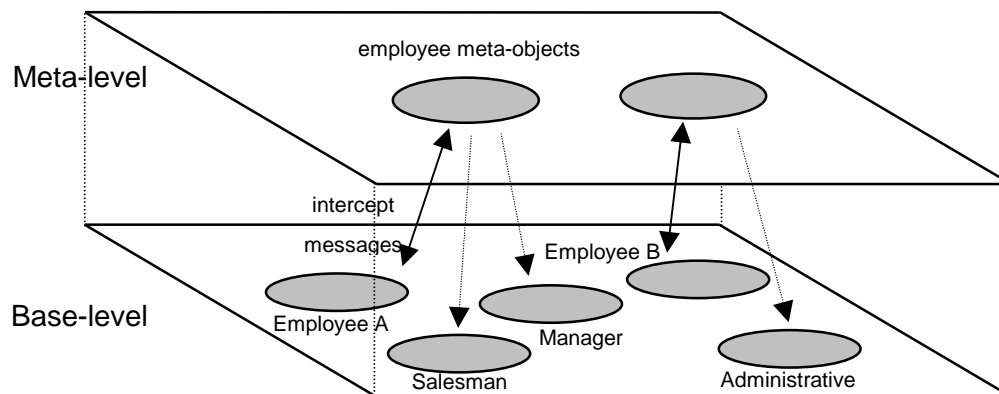 employee meta-objects
Meta-level
intercept
messages
Employee B
Base-level
Employee A
Manager
Salesman
Administrative